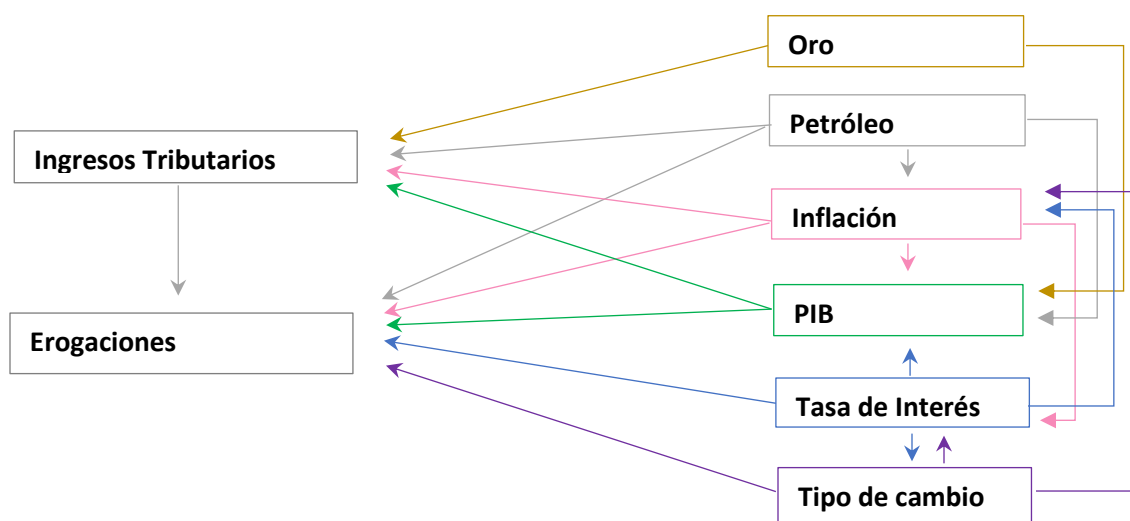 Oro
Petróleo
Ingresos Tributarios
Inflación
PIB
Erogaciones
Tasa de Interés
Tipo de cambio